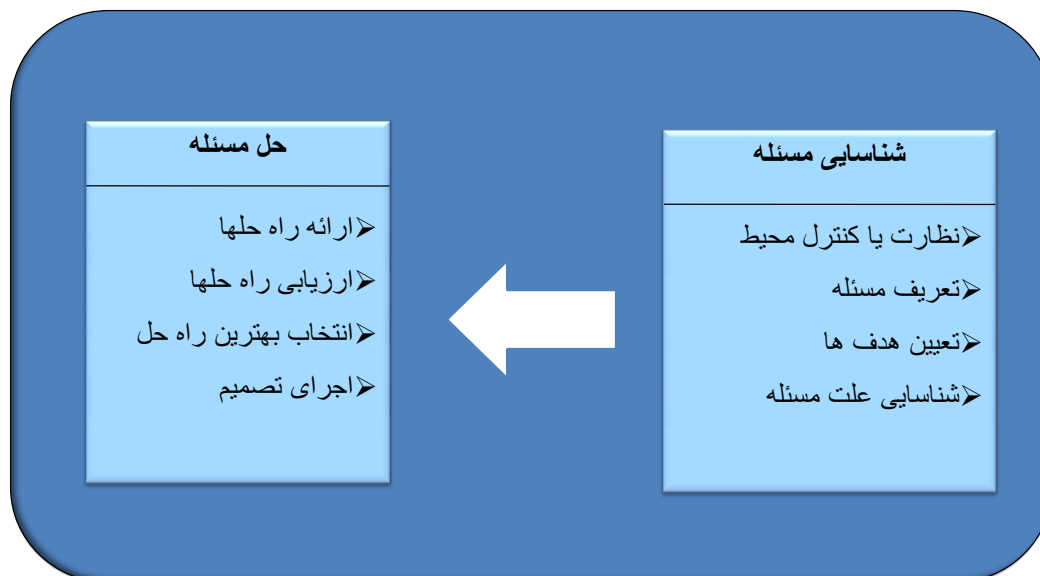 شناسایی مسئله
نظارت یا کنترل محیط
تعریف مسئله
تعیین هدف ها
شناسایی علت مسئله
حل مسئله
ارائه راه حلها
ارزیابی راه حلها
انتخاب بهترین راه حل
اجرای تصمیم